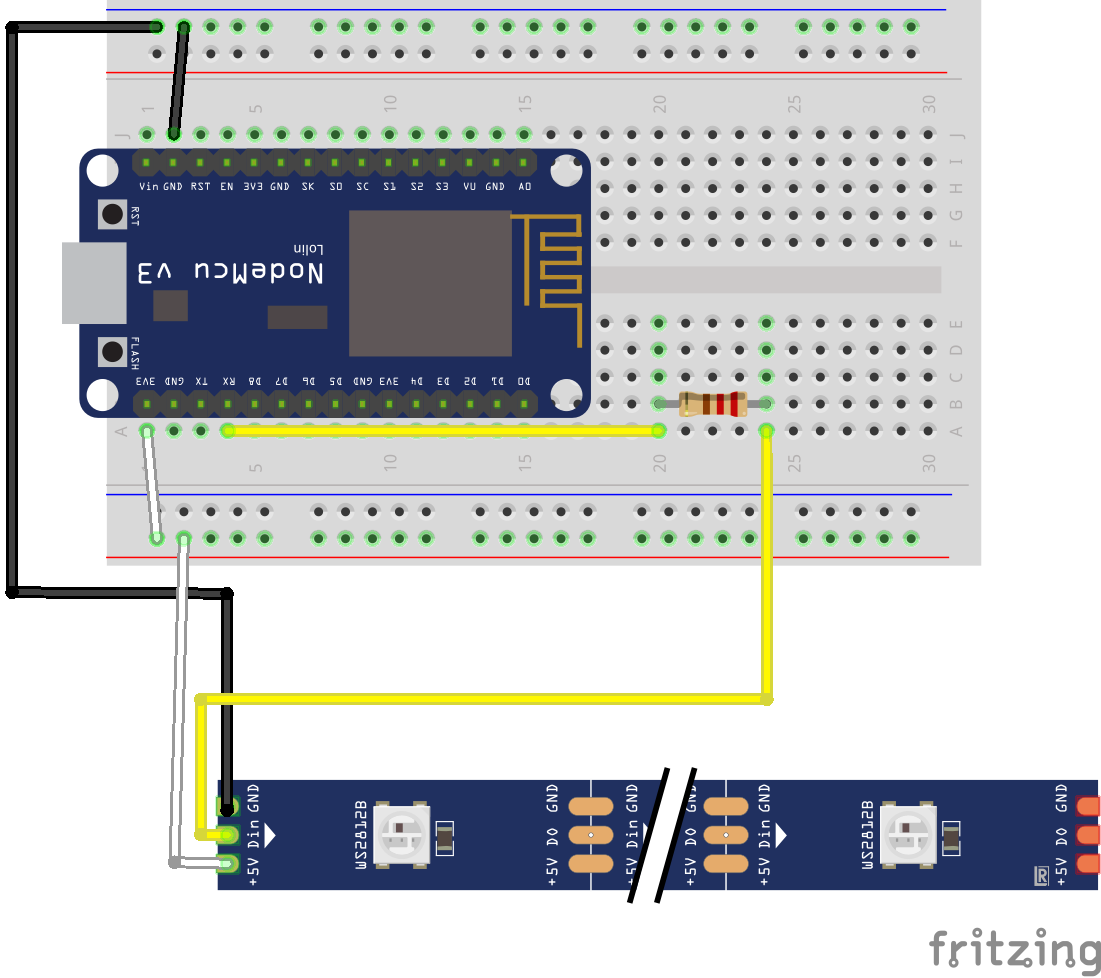 1 5 10 15 20 25 30
J J
I
H
G
F
Vin GND RST EN 3V3 GND SK SO SC S1 S2 S3 VU GND AO
RST
Lolin
NodeMcu v3
FLASH
3V3 GND TX RX D8 D7 D6 D5 GND 3V3 D4 D3 D2 D1 D0
E
D
C
B
A A
5 10 15 20 25 30
GND GND GND GND GND
Din DO Din DO Din DO
+5V +5V +5V +5V +5V +5V
WS2812B WS2812B
R
fritzing